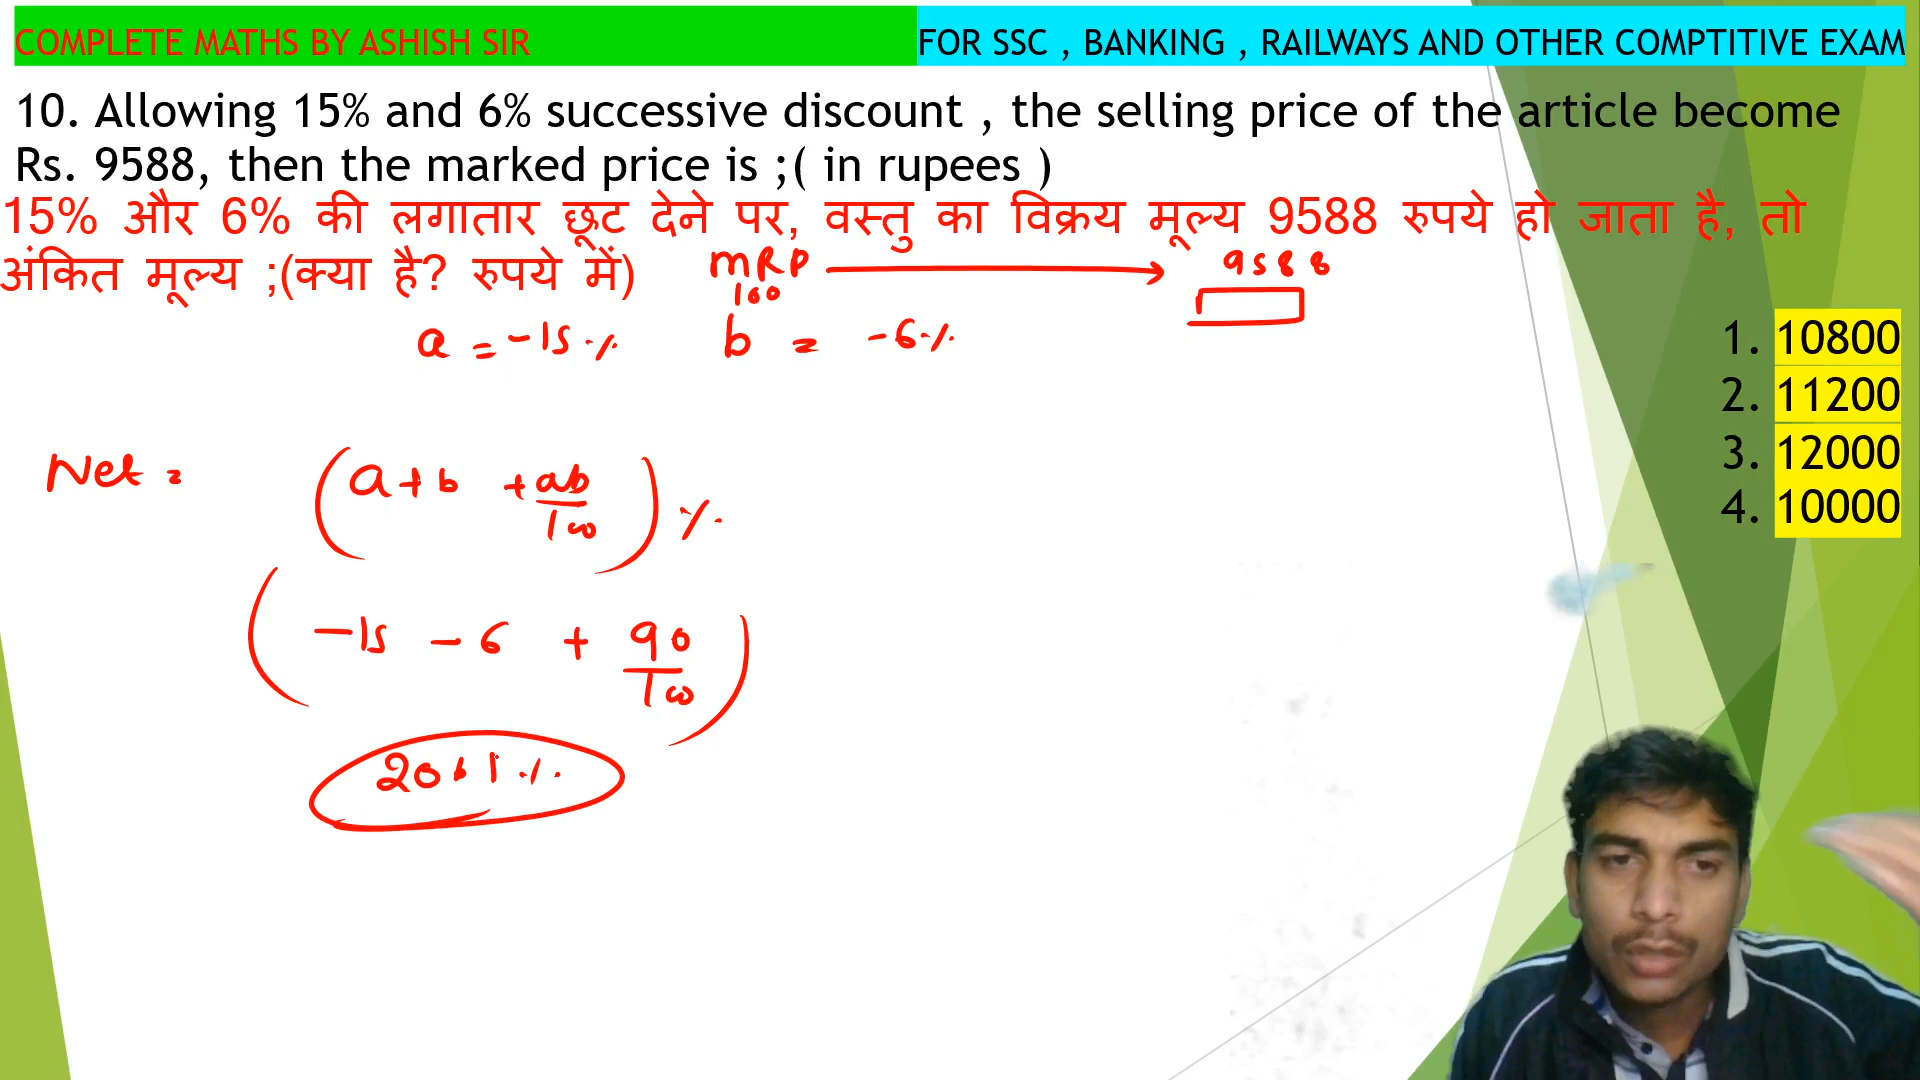 COMPLETE MATHS BY ASHISH SIR FOR SSC , BANKING , RAILWAYS AND OTHER COMPTITIVE EXAM
10. Allowing 15% and 6% successive discount , the selling price of the article become
Rs. 9588, then the marked price is ;( in rupees )
15% और 6% की लगातार छूट देने पर, वस्तु का विक्रय मूल्य 9588 रुपये हो जाता है, तो
अंकित मूल्य ;(क्या है? रुपये में)
MRP → 9588
100
a = -15% b = -6%
1. 10800
2. 11200
3. 12000
4. 10000
Net = (a+b + ab/100) %
( -15 - 6 + 90/100 )
20.1%